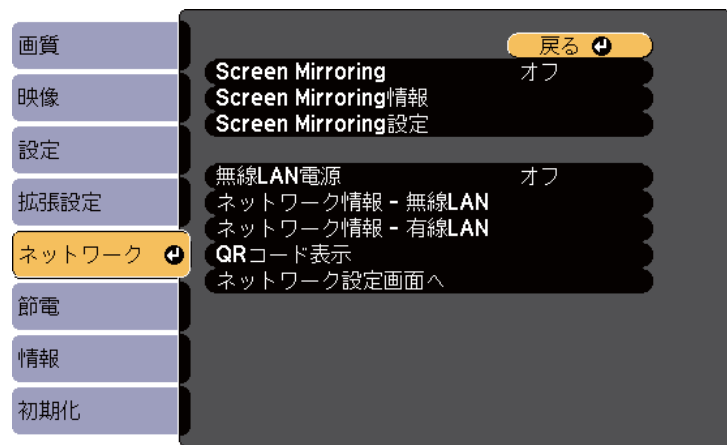 画質
映像
設定
拡張設定
ネットワーク
節電
情報
初期化
戻る
Screen Mirroring オフ
Screen Mirroring情報
Screen Mirroring設定
無線LAN電源 オフ
ネットワーク情報 - 無線LAN
ネットワーク情報 - 有線LAN
QRコード表示
ネットワーク設定画面へ